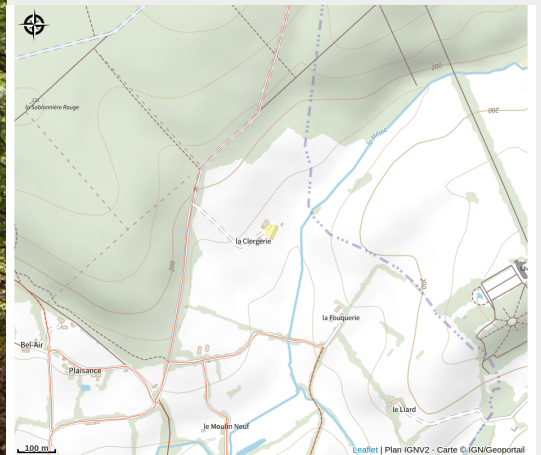 200
la Sablonnière Rouge
200
la Même
la Clergerie
200
200
la Fouquerie
Bel-Air
Plaisance
le Liard
le Moulin Neuf
100 m
Leaflet | Plan IGNV2 - Carte © IGN/Geoportail